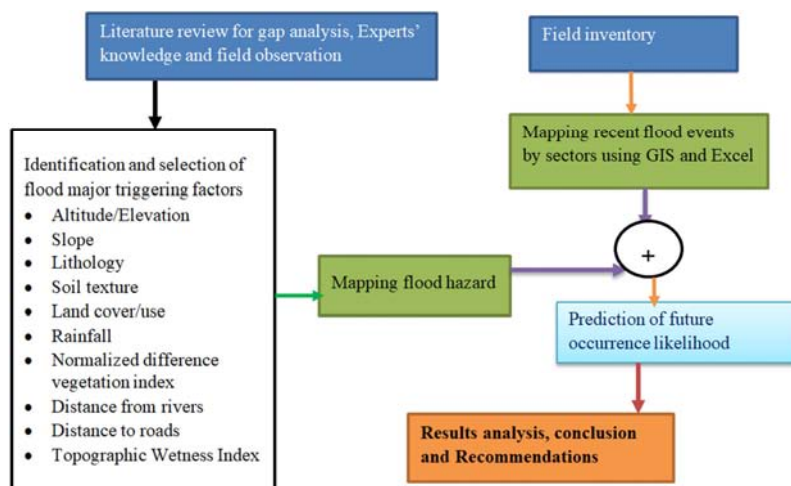 Literature review for gap analysis, Experts’
knowledge and field observation
Field inventory
Identification and selection of
flood major triggering factors
• Altitude/Elevation
• Slope
• Lithology
• Soil texture
• Land cover/use
• Rainfall
• Normalized difference
vegetation index
• Distance from rivers
• Distance to roads
• Topographic Wetness Index
Mapping recent flood events
by sectors using GIS and Excel
Mapping flood hazard
+
Prediction of future
occurrence likelihood
Results analysis, conclusion
and Recommendations